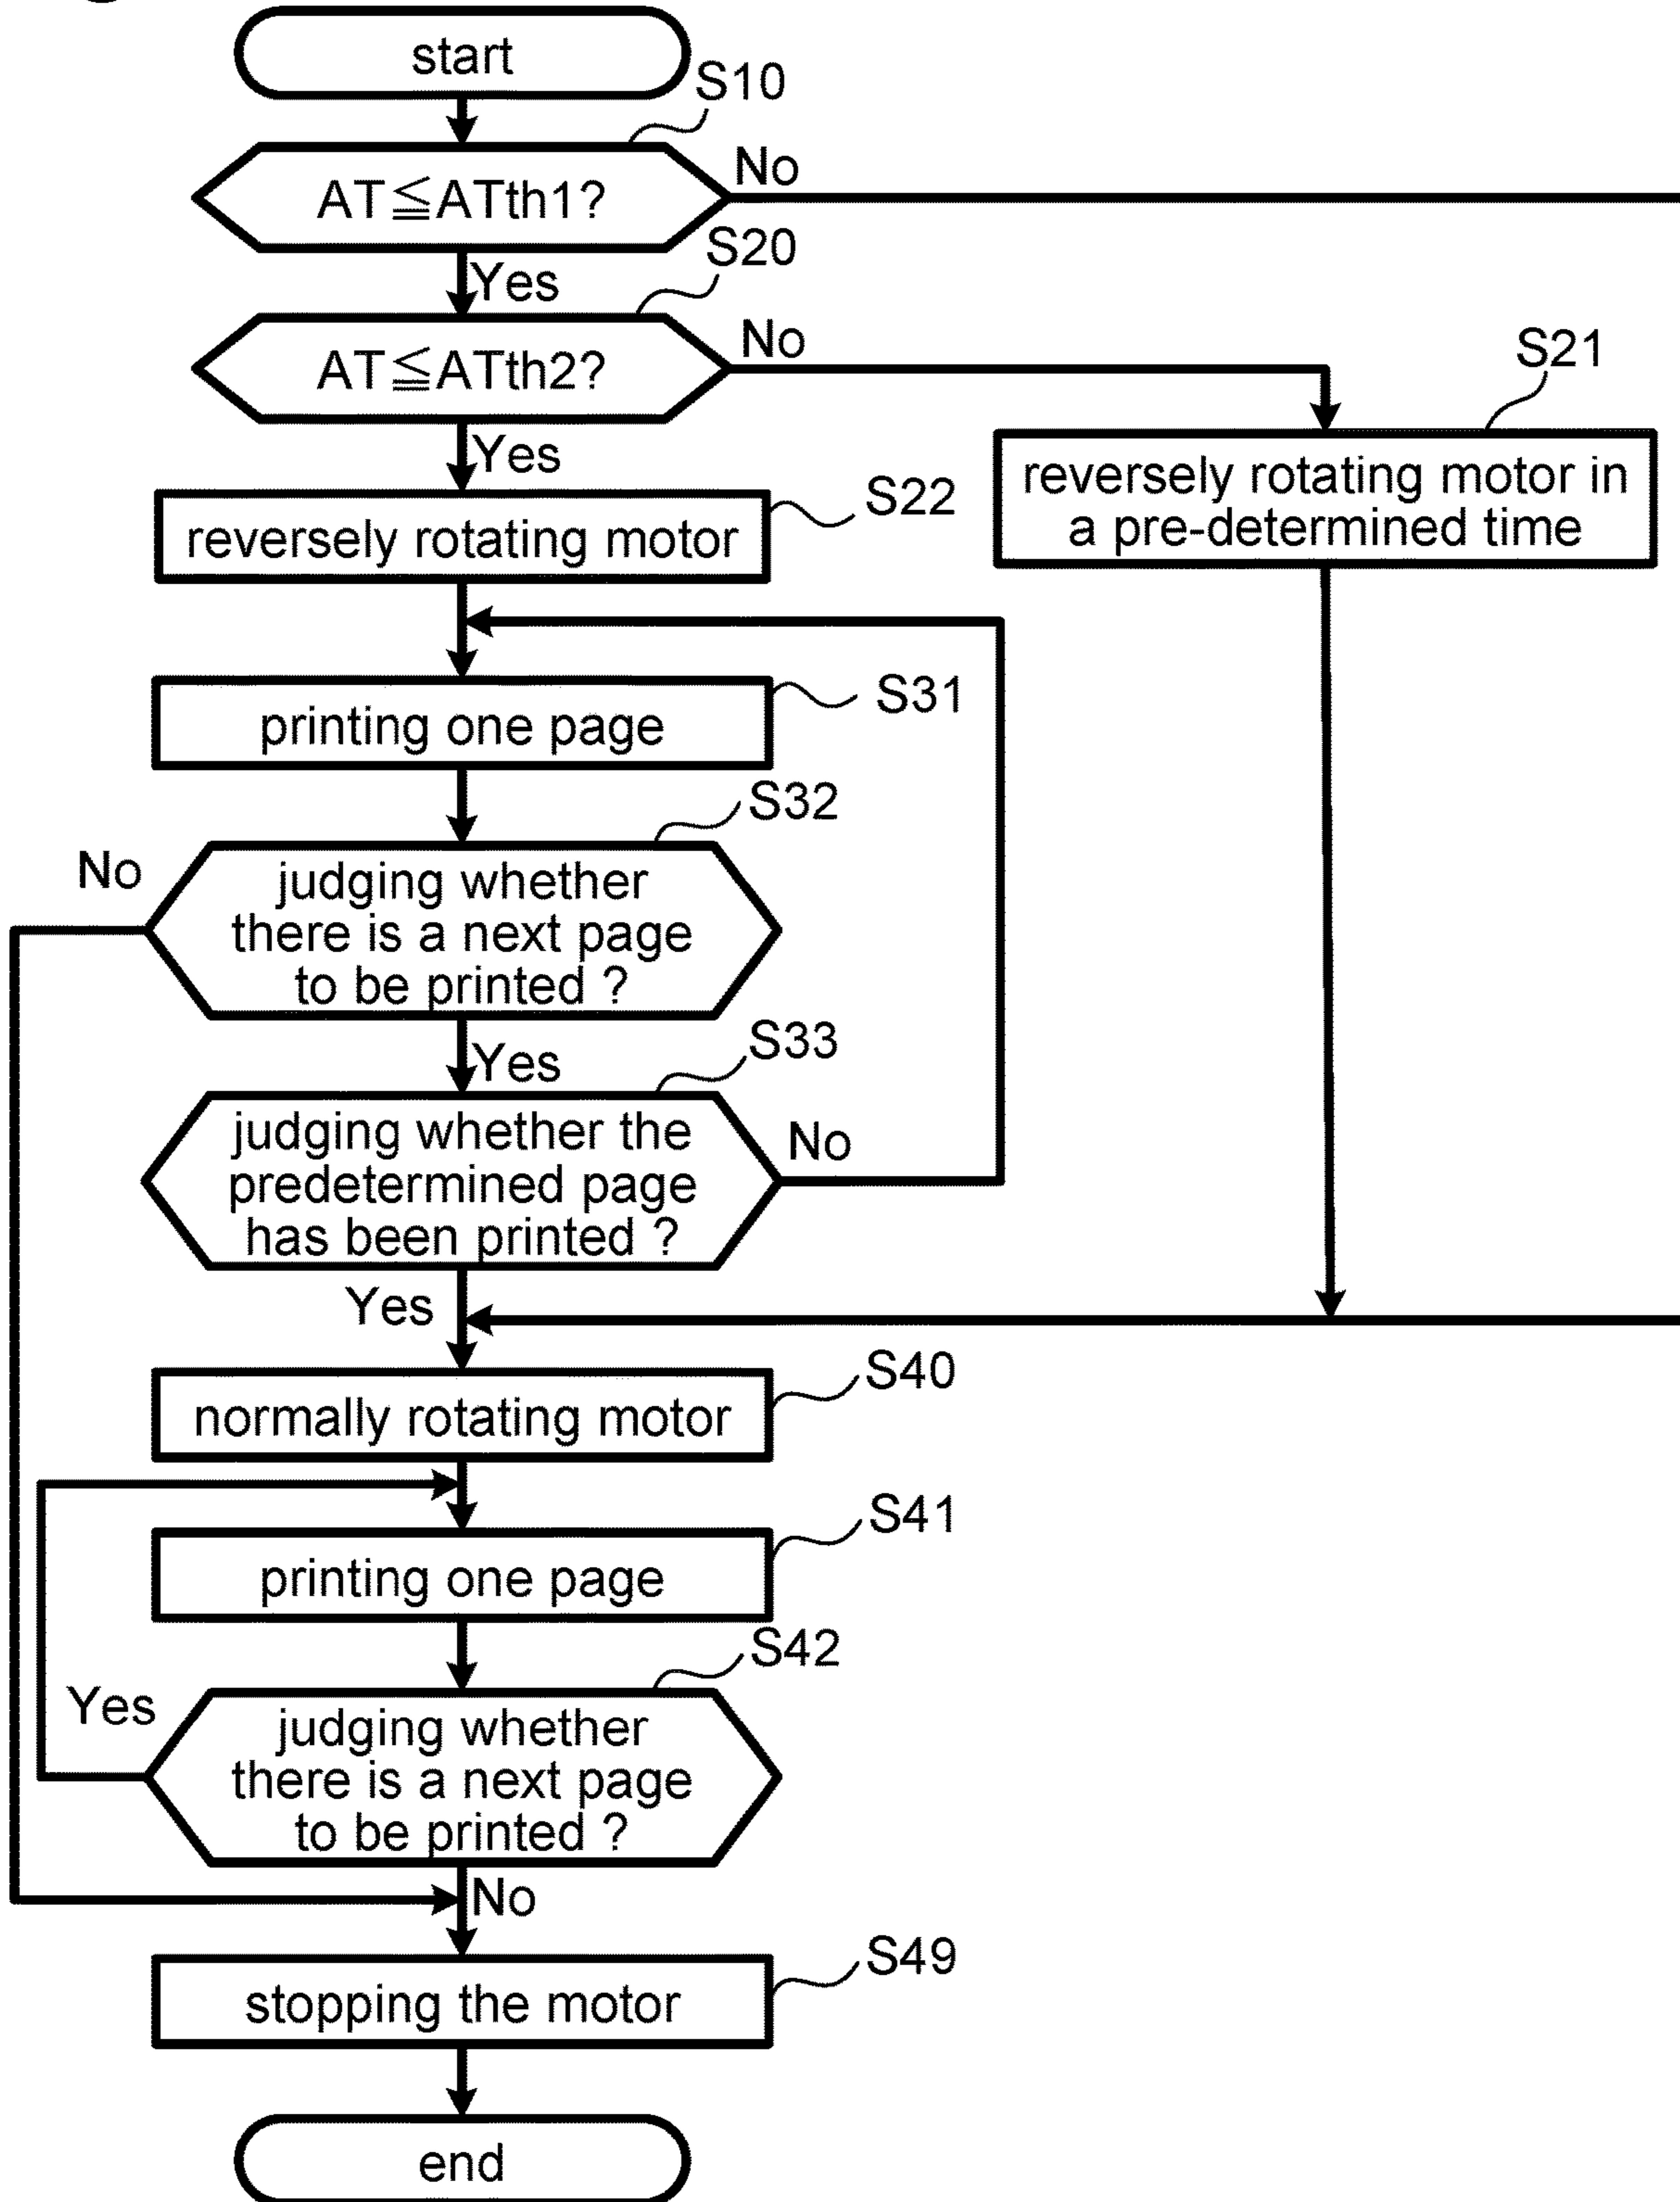 start
S10
AT≦ATth1?
No
Yes
S20
AT≦ATth2?
No
Yes
S21
reversely rotating motor in
a pre-determined time
S22
reversely rotating motor
S31
printing one page
S32
No
judging whether
there is a next page
to be printed ?
Yes
S33
judging whether the
predetermined page
has been printed ?
No
Yes
S40
normally rotating motor
S41
printing one page
S42
Yes
judging whether
there is a next page
to be printed ?
No
S49
stopping the motor
end